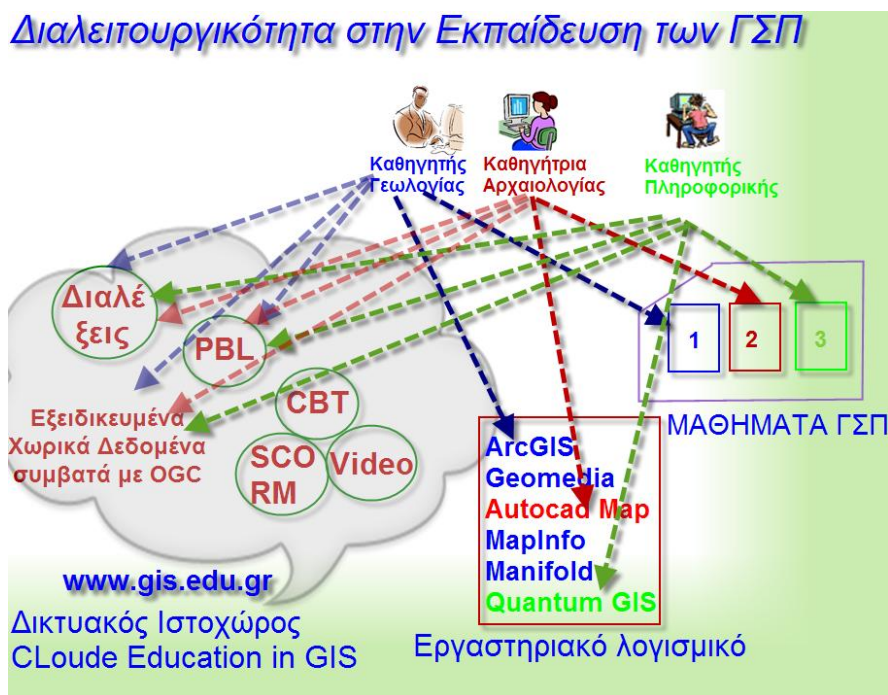 Διαλειτουργικότητα στην Εκπαίδευση των ΓΣΠ
Καθηγητής
Γεωλογίας
Καθηγήτρια
Αρχαιολογίας
Καθηγητής
Πληροφορικής
Διαλέ
ξεις
PBL
Εξειδικευμένα
Χωρικά Δεδομένα
συμβατά με OGC
CBT
SCO
RM
Video
www.gis.edu.gr
Δικτυακός Ιστοχώρος
CLoude Education in GIS
1
2
3
ΜΑΘΗΜΑΤΑ ΓΣΠ
ArcGIS
Geomedia
Autocad Map
MapInfo
Manifold
Quantum GIS
Εργαστηριακό λογισμικό